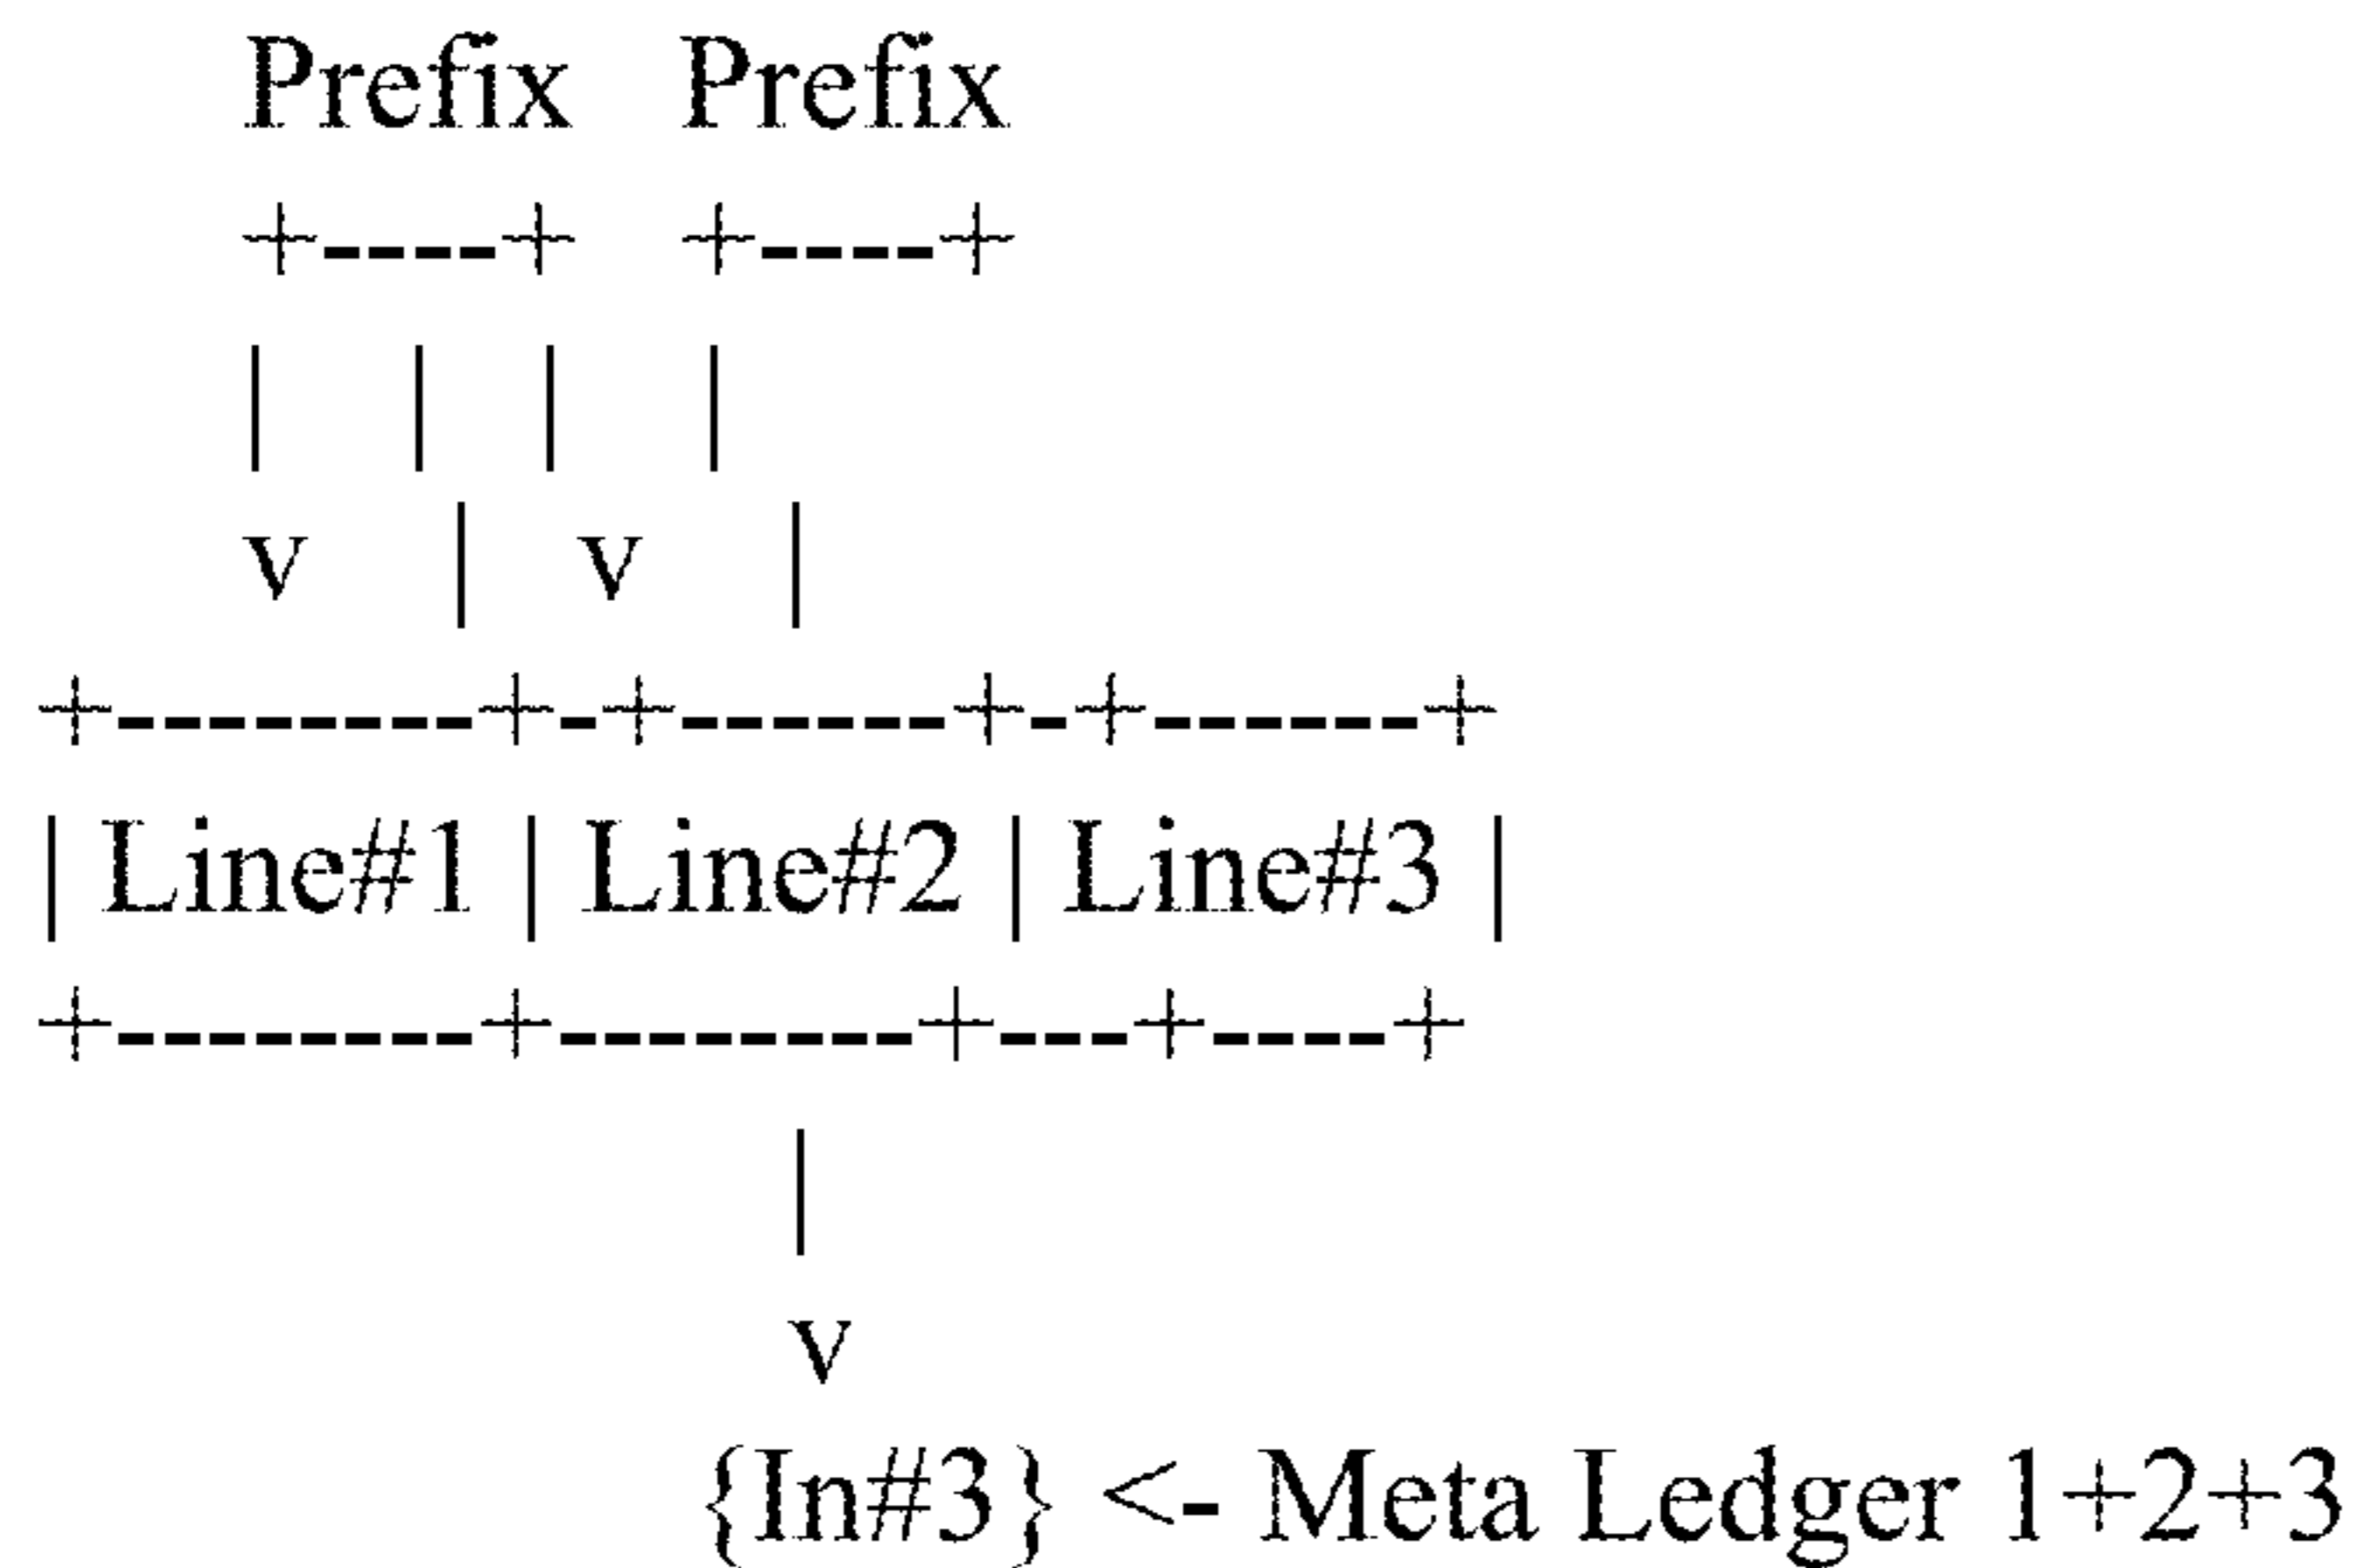 Prefix Prefix
+----+ +----+
| | | |
v | v |
+--------+-+------+-+------+
| Line#1 | Line#2 | Line#3 |
+--------+--------+---+----+
|
v
{In#3} <- Meta Ledger 1+2+3